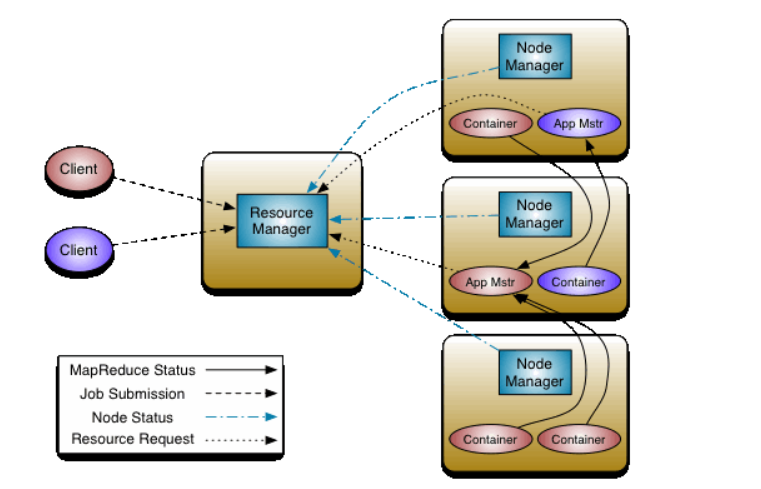 Node
Manager
Container
App Mstr
Client
Resource
Manager
Client
Node
Manager
App Mstr
Container
Node
Manager
Container
Container
MapReduce Status
Job Submission
Node Status
Resource Request